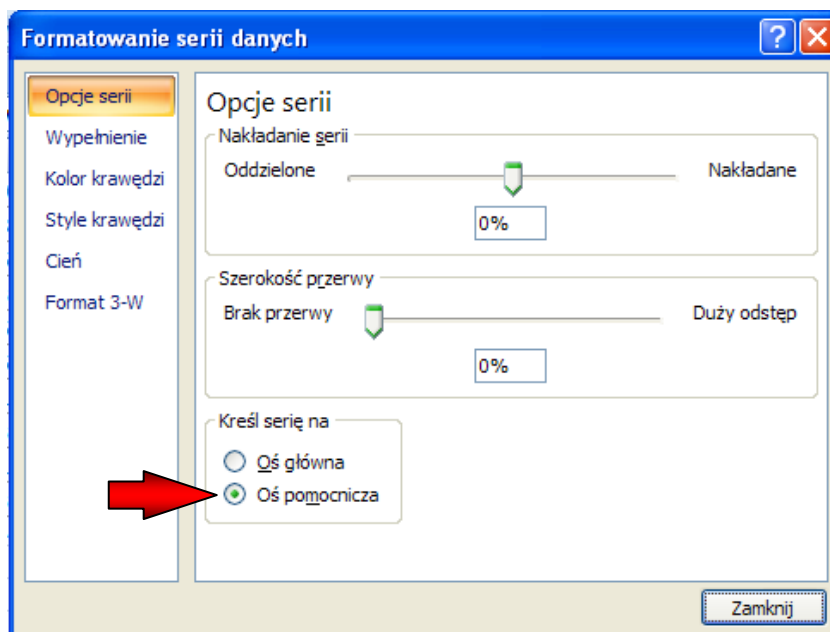 Formatowanie serii danych
Opcje serii
Wypełnienie
Kolor krawędzi
Style krawędzi
Cień
Format 3-W
Opcje serii
Nakładanie serii
Oddzielone Nakładane
0%
Szerokość przerwy
Brak przerwy Duży odstęp
0%
Kreśl serię na
Oś główna
Oś pomocnicza
Zamknij